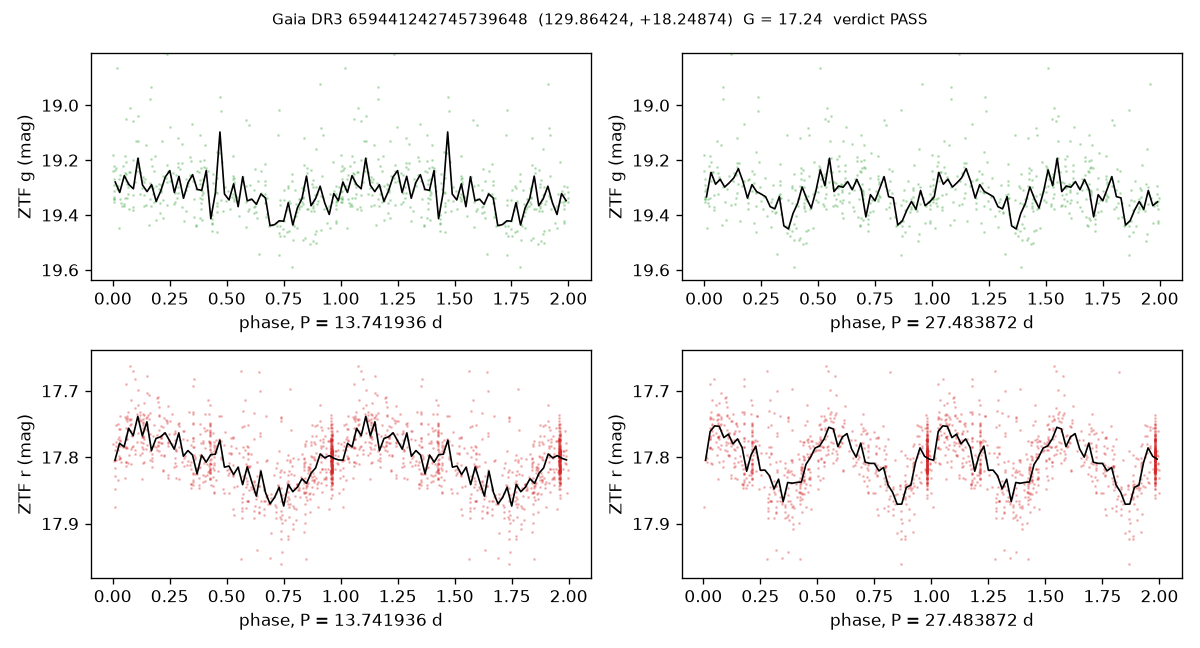 Gaia DR3 659441242745739648 (129.86424, +18.24874) G = 17.24 verdict PASS
ZTF g (mag)
19.0
19.2
19.4
19.6
0.00 0.25 0.50 0.75 1.00 1.25 1.50 1.75 2.00
phase, P = 13.741936 d
ZTF g (mag)
19.0
19.2
19.4
19.6
0.00 0.25 0.50 0.75 1.00 1.25 1.50 1.75 2.00
phase, P = 27.483872 d
ZTF r (mag)
17.7
17.8
17.9
0.00 0.25 0.50 0.75 1.00 1.25 1.50 1.75 2.00
phase, P = 13.741936 d
ZTF r (mag)
17.7
17.8
17.9
0.00 0.25 0.50 0.75 1.00 1.25 1.50 1.75 2.00
phase, P = 27.483872 d